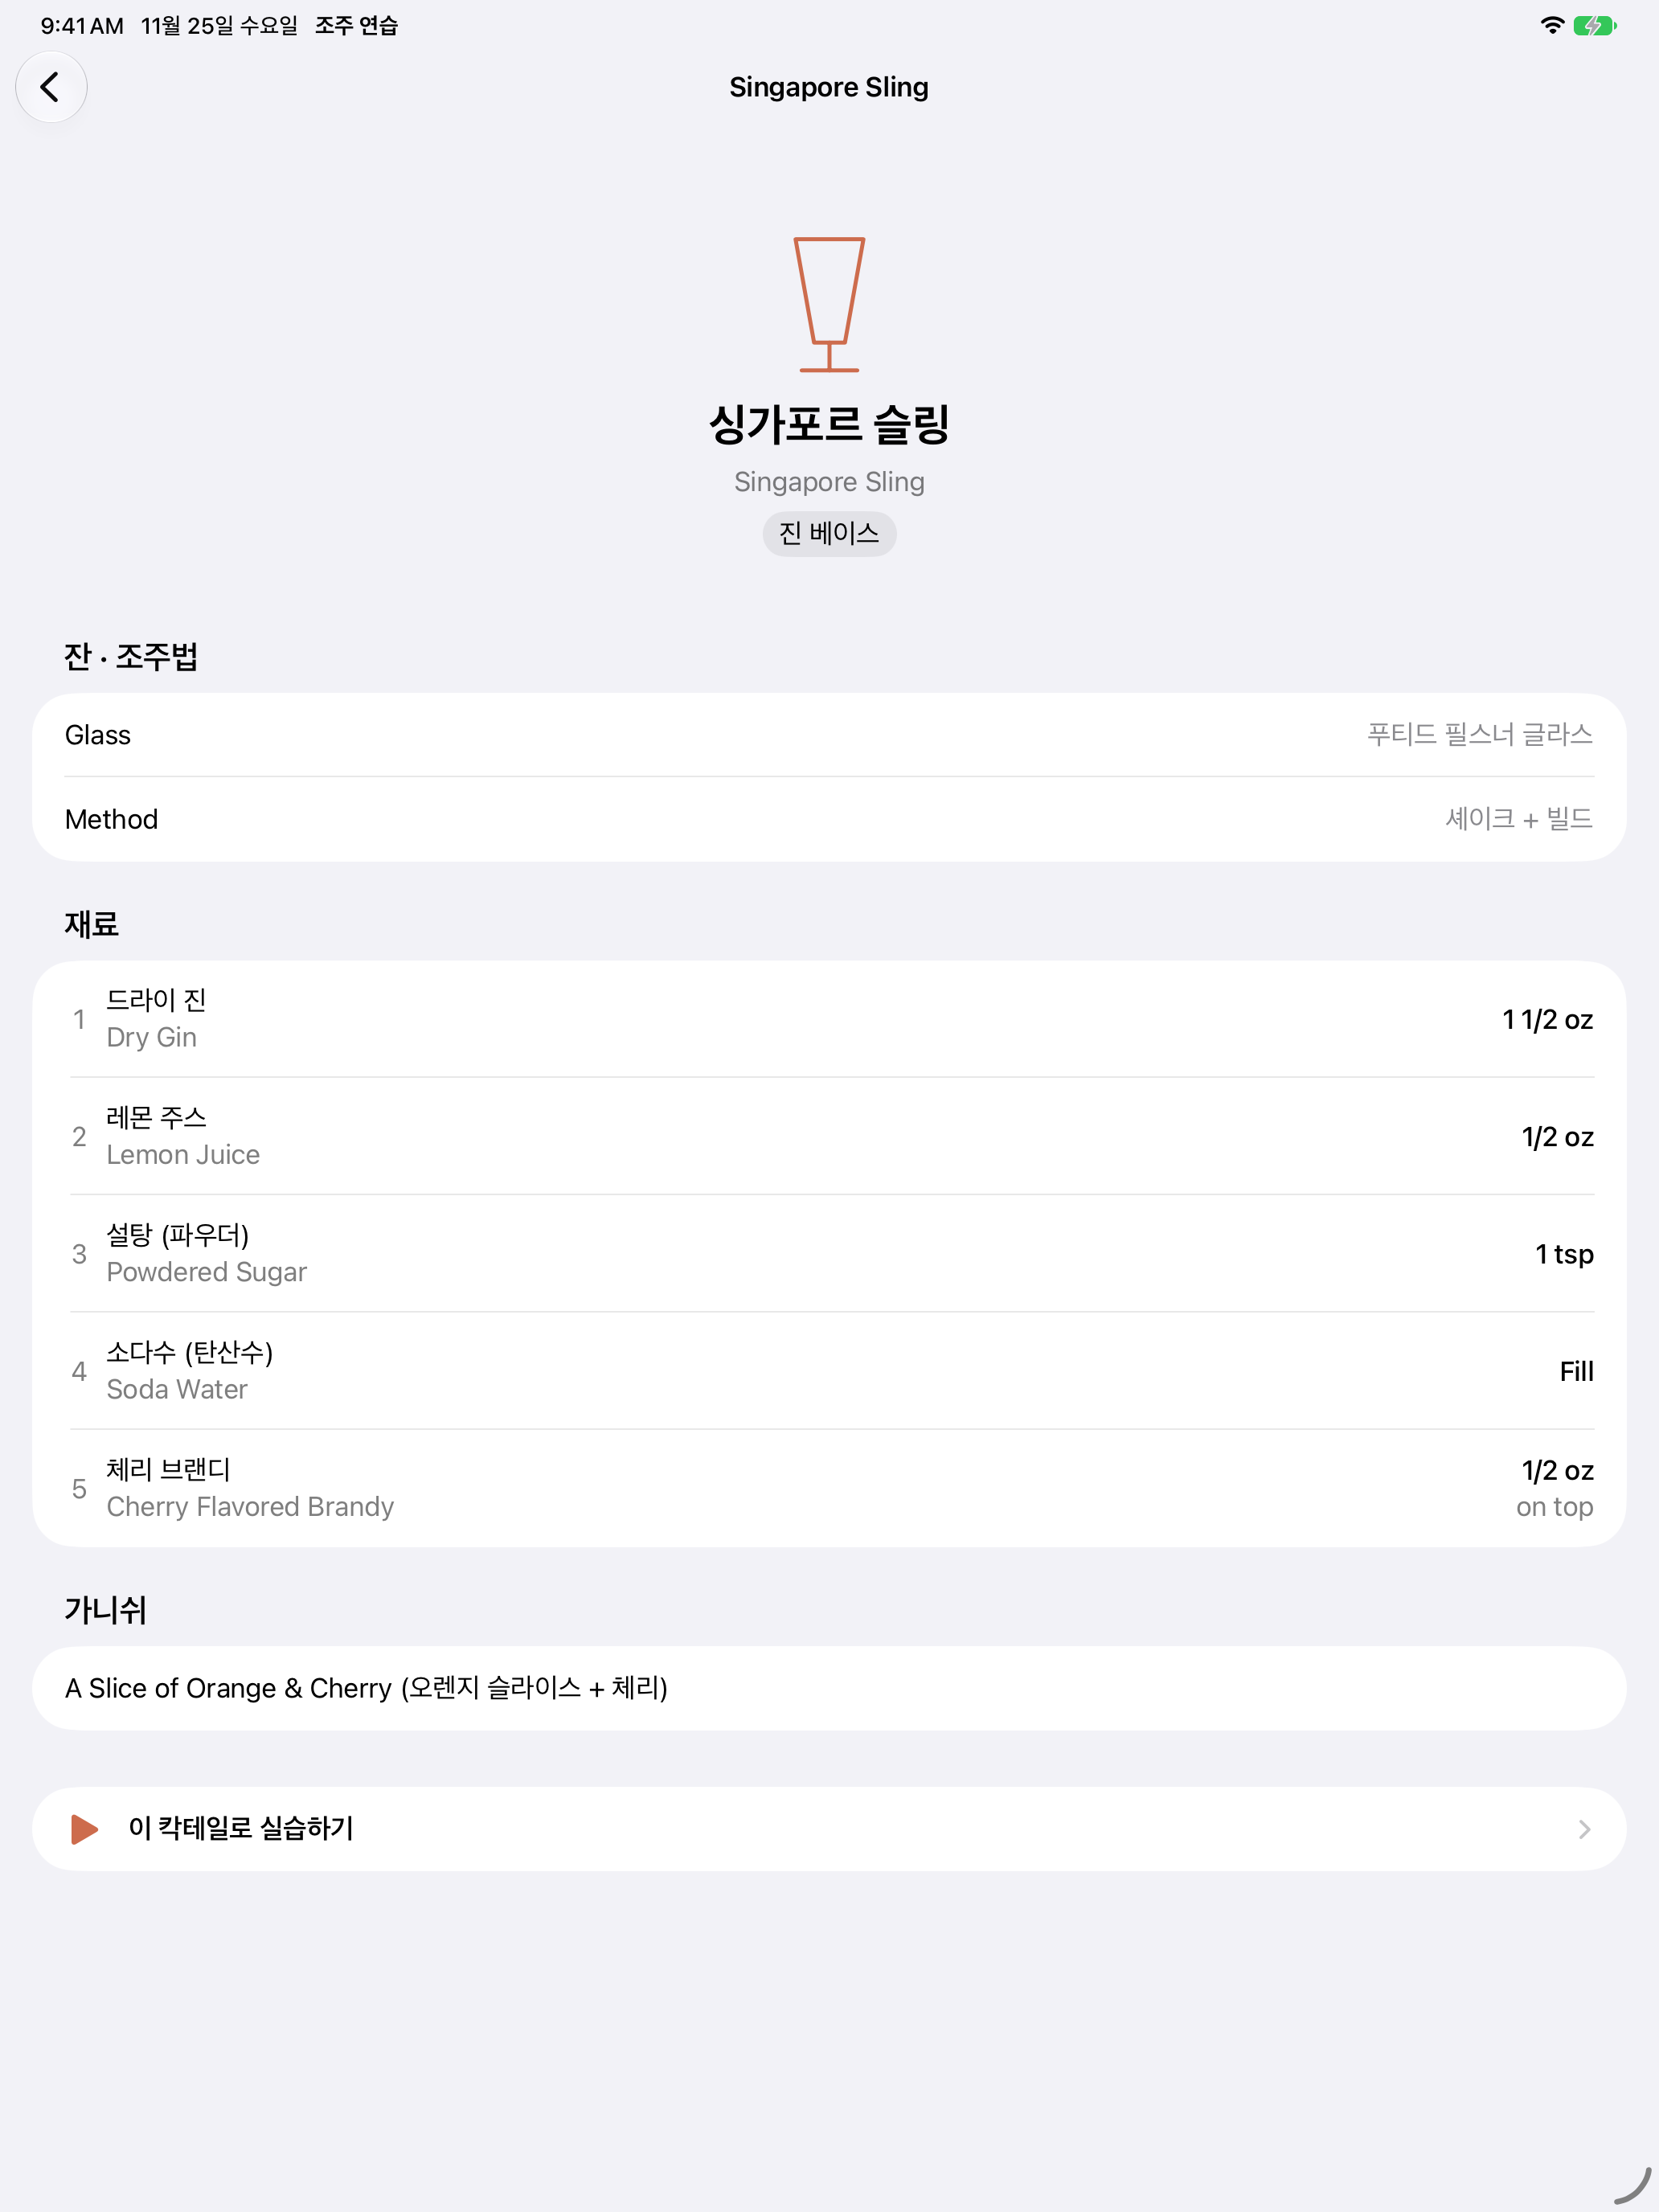 9:41 AM 11월 25일 수요일 조주 연습
Singapore Sling
싱가포르 슬링
Singapore Sling
진 베이스
잔 · 조주법
Glass 푸티드 필스너 글라스
Method 셰이크 + 빌드
재료
1 드라이 진
Dry Gin
1 1/2 oz
2 레몬 주스
Lemon Juice
1/2 oz
3 설탕 (파우더)
Powdered Sugar
1 tsp
4 소다수 (탄산수)
Soda Water
Fill
5 체리 브랜디
Cherry Flavored Brandy
1/2 oz
on top
가니쉬
A Slice of Orange & Cherry (오렌지 슬라이스 + 체리)
이 칵테일로 실습하기